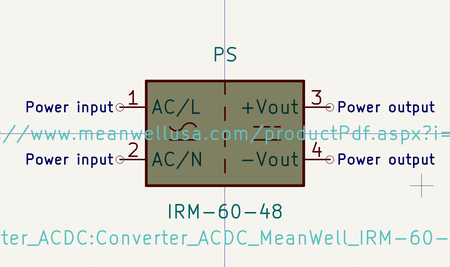 PS
Power input 1 AC/L +Vout 3 Power output
://www.meanwellusa.com/productPdf.aspx?i=
Power input 2 AC/N -Vout 4 Power output
IRM-60-48
rter_ACDC:Converter_ACDC_MeanWell_IRM-60-